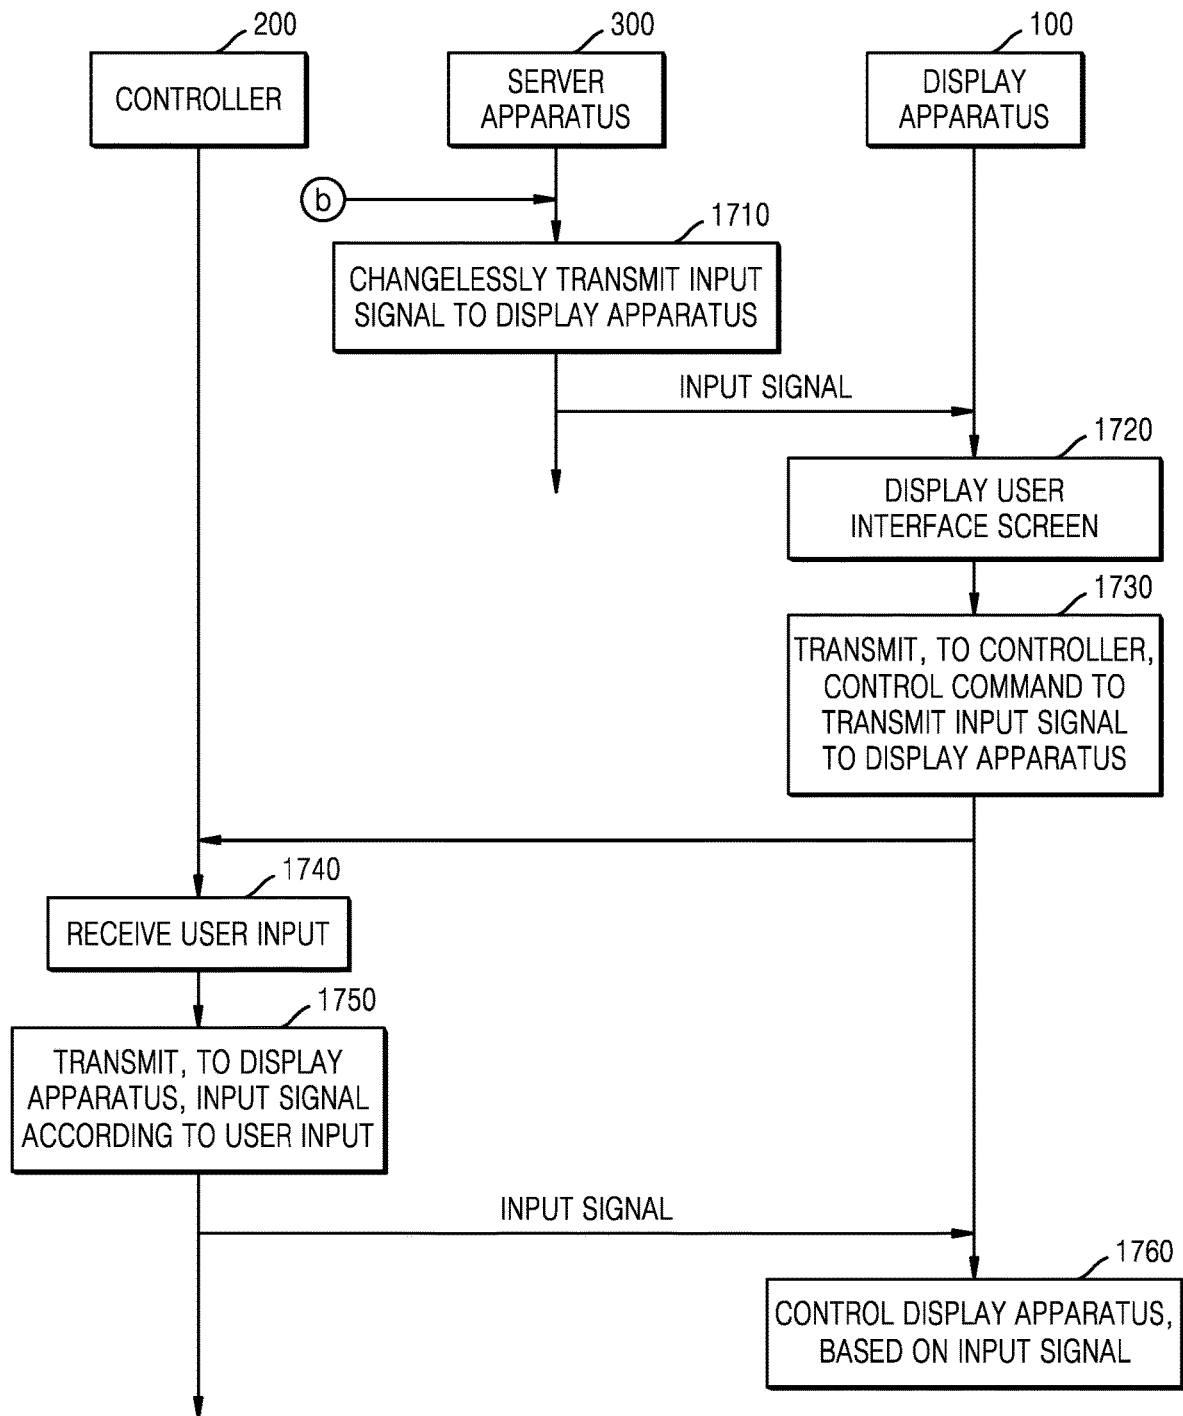 200
300
100
CONTROLLER
SERVER
APPARATUS
DISPLAY
APPARATUS
b
1710
CHANGELESSLY TRANSMIT INPUT
SIGNAL TO DISPLAY APPARATUS
INPUT SIGNAL
1720
DISPLAY USER
INTERFACE SCREEN
1730
TRANSMIT, TO CONTROLLER,
CONTROL COMMAND TO
TRANSMIT INPUT SIGNAL
TO DISPLAY APPARATUS
1740
RECEIVE USER INPUT
1750
TRANSMIT, TO DISPLAY
APPARATUS, INPUT SIGNAL
ACCORDING TO USER INPUT
INPUT SIGNAL
1760
CONTROL DISPLAY APPARATUS,
BASED ON INPUT SIGNAL